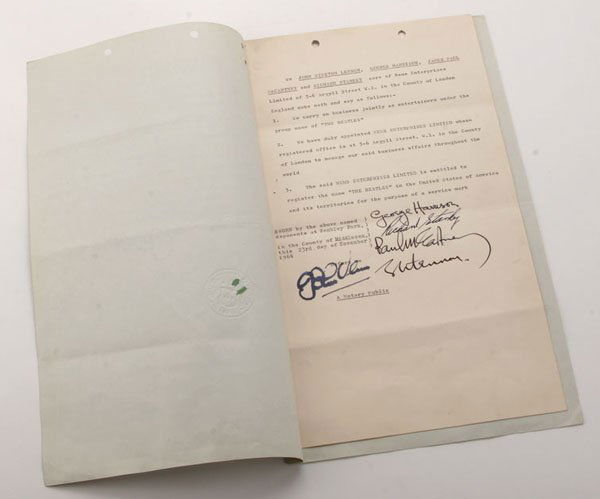 We JOHN WINSTON LENNON, GEORGE HARRISON, JAMES PAUL
McCARTNEY and RICHARD STARKEY care of Nems Enterprises
Limited of 5-6 Argyll Street W.1. in the County of London
England make oath and say as follows:-
1. We carry on business jointly as entertainers under the
group name of "THE BEATLES"
2. We have duly appointed NEMS ENTERPRISES LIMITED whose
registered office is at 5-6 Argyll Street, W.1. in the County
of London to manage our said business affairs throughout the
world
3. The said NEMS ENTERPRISES LIMITED is entitled to
register the name "THE BEATLES" in the United States of America
and its territories for the purpose of a service mark
SWORN by the above named )
deponents at Wembley Park, )
in the County of Middlesex, )
this 23rd day of November )
1964 )
George Harrison
Richard Starkey
Paul McCartney
J W Lennon
A Notary Public